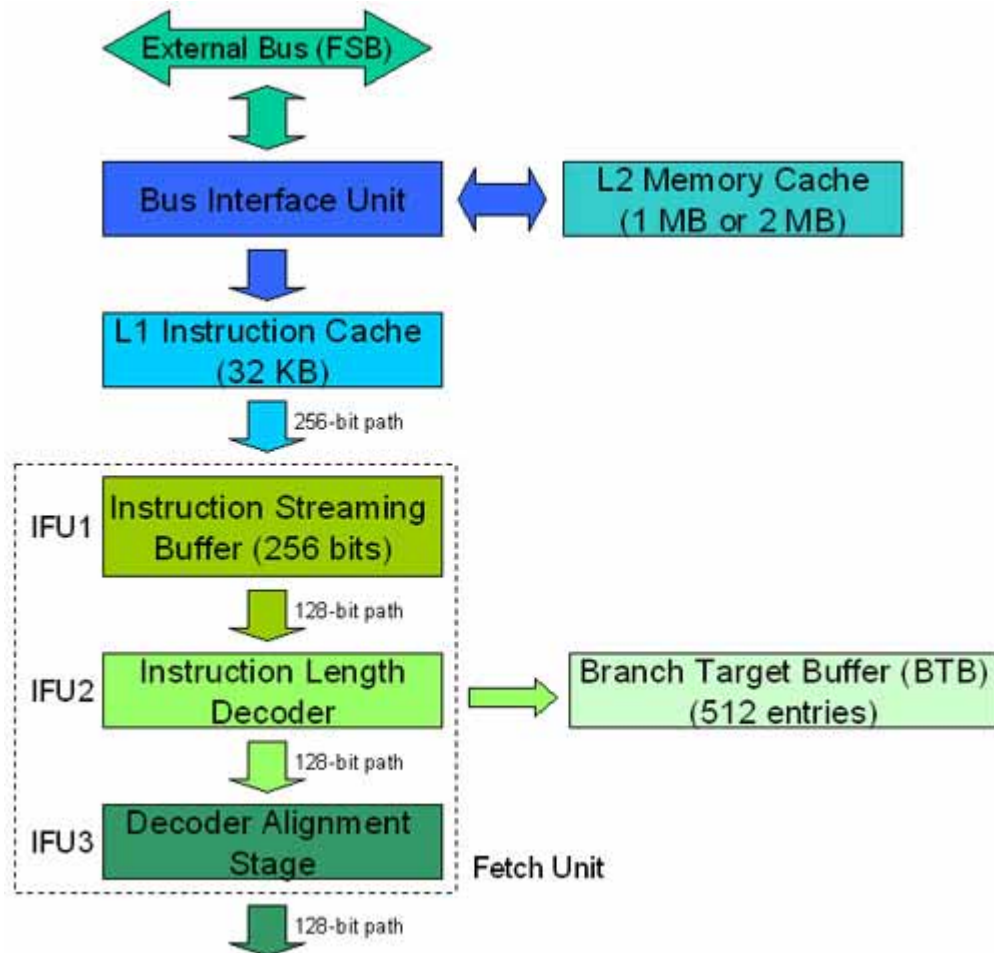 External Bus (FSB)
Bus Interface Unit
L2 Memory Cache
(1 MB or 2 MB)
L1 Instruction Cache
(32 KB)
256-bit path
IFU1
Instruction Streaming
Buffer (256 bits)
128-bit path
IFU2
Instruction Length
Decoder
Branch Target Buffer (BTB)
(512 entries)
128-bit path
IFU3
Decoder Alignment
Stage
Fetch Unit
128-bit path